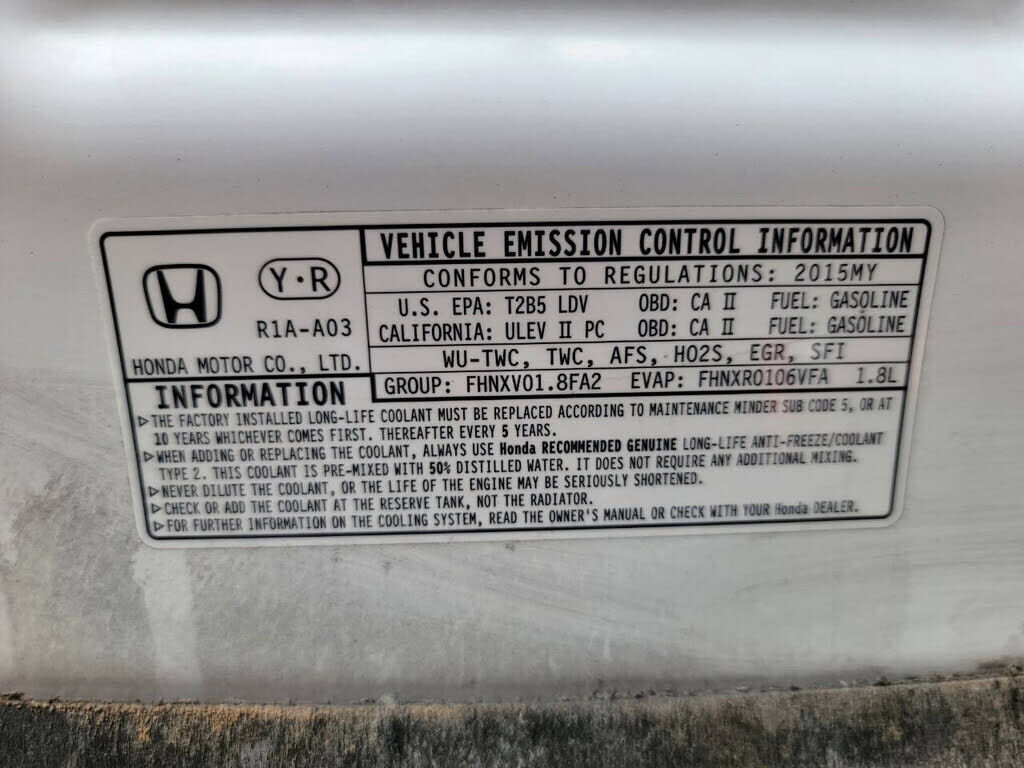 VEHICLE EMISSION CONTROL INFORMATION
Y·R
CONFORMS TO REGULATIONS: 2015MY
U.S. EPA: T2B5 LDV OBD: CA II FUEL: GASOLINE
R1A-A03
CALIFORNIA: ULEV II PC OBD: CA II FUEL: GASOLINE
HONDA MOTOR CO., LTD.
WU-TWC, TWC, AFS, HO2S, EGR, SFI
GROUP: FHNXV01.8FA2 EVAP: FHNXR0106VFA 1.8L
INFORMATION
▷THE FACTORY INSTALLED LONG-LIFE COOLANT MUST BE REPLACED ACCORDING TO MAINTENANCE MINDER SUB CODE 5, OR AT
10 YEARS WHICHEVER COMES FIRST. THEREAFTER EVERY 5 YEARS.
▷WHEN ADDING OR REPLACING THE COOLANT, ALWAYS USE Honda RECOMMENDED GENUINE LONG-LIFE ANTI-FREEZE/COOLANT
TYPE 2. THIS COOLANT IS PRE-MIXED WITH 50% DISTILLED WATER. IT DOES NOT REQUIRE ANY ADDITIONAL MIXING.
▷NEVER DILUTE THE COOLANT, OR THE LIFE OF THE ENGINE MAY BE SERIOUSLY SHORTENED.
▷CHECK OR ADD THE COOLANT AT THE RESERVE TANK, NOT THE RADIATOR.
▷FOR FURTHER INFORMATION ON THE COOLING SYSTEM, READ THE OWNER'S MANUAL OR CHECK WITH YOUR Honda DEALER.